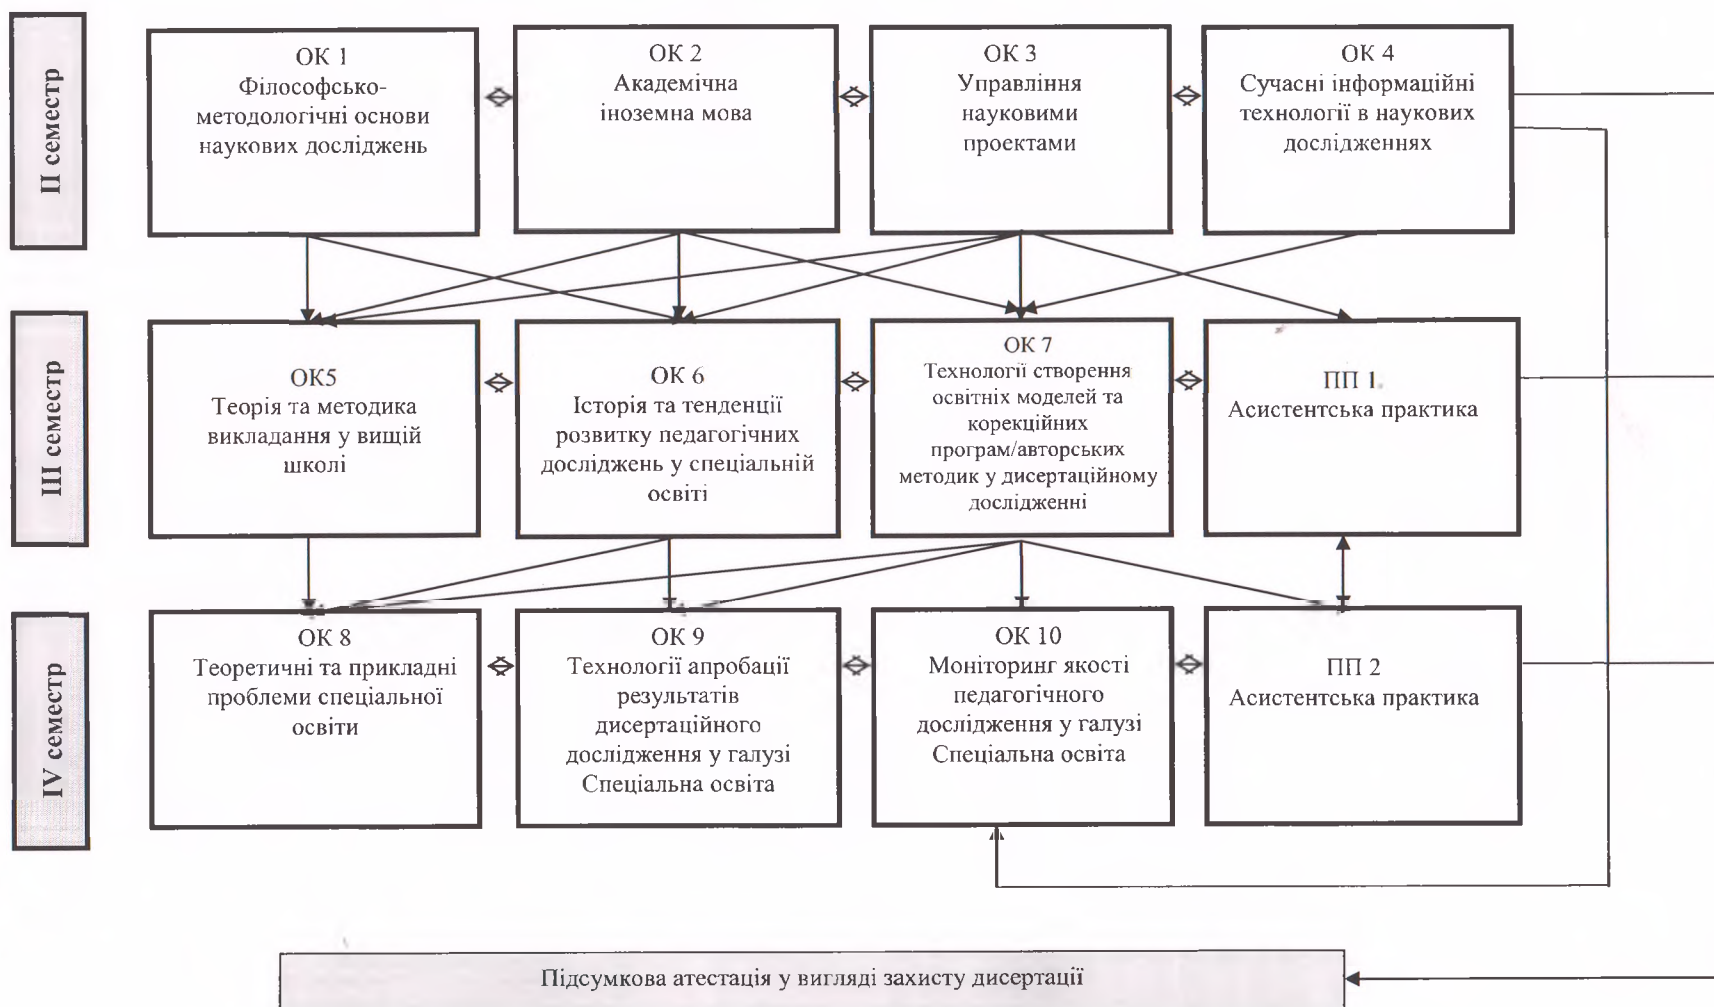 II семестр
ОК 1
Філософсько-
методологічні основи
наукових досліджень
ОК 2
Академічна
іноземна мова
ОК 3
Управління
науковими
проектами
ОК 4
Сучасні інформаційні
технології в наукових
дослідженнях
III семестр
ОК5
Теорія та методика
викладання у вищій
школі
ОК 6
Історія та тенденції
розвитку педагогічних
досліджень у спеціальній
освіті
ОК 7
Технології створення
освітніх моделей та
корекційних
програм/авторських
методик у дисертаційному
дослідженні
ПП 1
Асистентська практика
IV семестр
ОК 8
Теоретичні та прикладні
проблеми спеціальної
освіти
ОК 9
Технології апробації
результатів
дисертаційного
дослідження у галузі
Спеціальна освіта
ОК 10
Моніторинг якості
педагогічного
дослідження у галузі
Спеціальна освіта
ПП 2
Асистентська практика
Підсумкова атестація у вигляді захисту дисертації